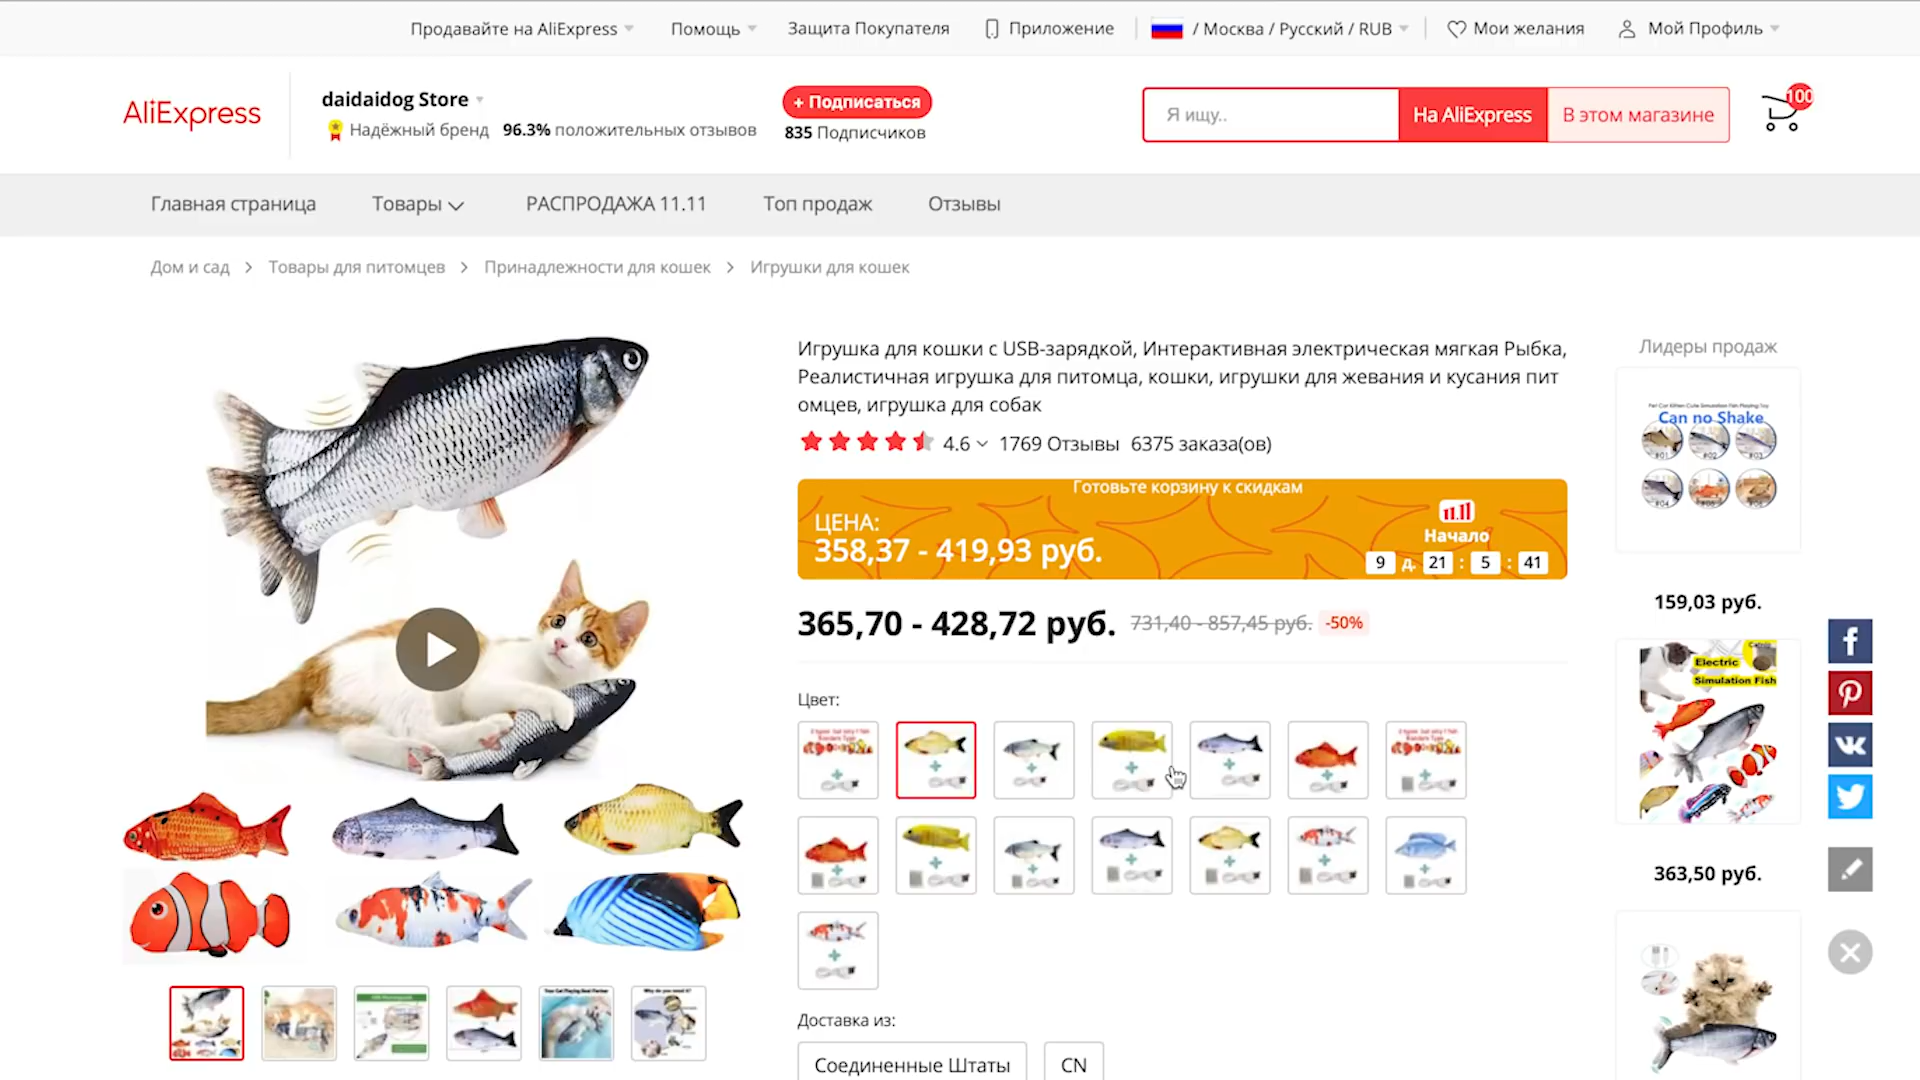 Продавайте на AliExpress
Помощь
Защита Покупателя
Приложение
/ Москва / Русский / RUB
Мои желания
Мой Профиль
AliExpress
daidaidog Store
Надёжный бренд 96.3% положительных отзывов
+ Подписаться
835 Подписчиков
Я ищу..
На AliExpress
В этом магазине
100
Главная страница
Товары
РАСПРОДАЖА 11.11
Топ продаж
Отзывы
Дом и сад > Товары для питомцев > Принадлежности для кошек > Игрушки для кошек
Игрушка для кошки с USB-зарядкой, Интерактивная электрическая мягкая Рыбка,
Реалистичная игрушка для питомца, кошки, игрушки для жевания и кусания пит
омцев, игрушка для собак
4.6 1769 Отзывы 6375 заказа(ов)
Готовьте корзину к скидкам
ЦЕНА:
358,37 - 419,93 руб.
11.11
Начало
9 д. 21 : 5 : 41
365,70 - 428,72 руб. 731,40 - 857,45 руб. -50%
Цвет:
Доставка из:
Соединенные Штаты
CN
Лидеры продаж
Can no Shake
159,03 руб.
Electric
Simulation Fish
363,50 руб.